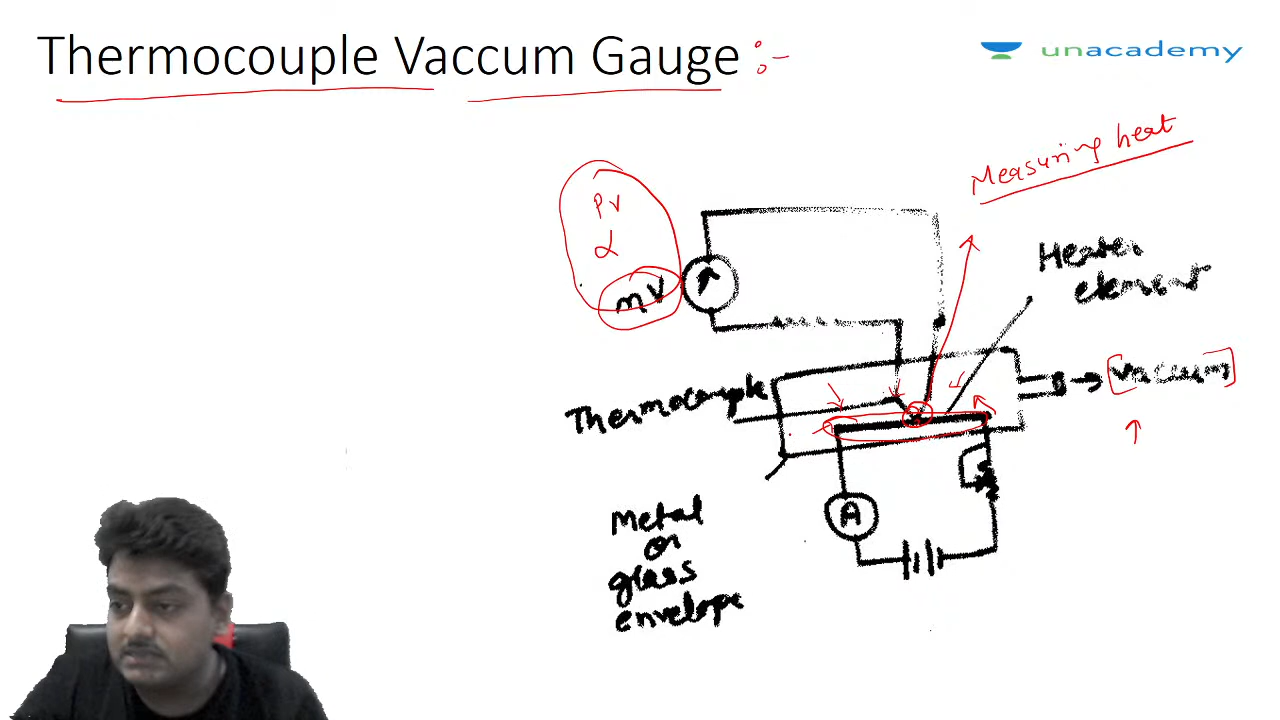 Thermocouple Vaccum Gauge :-
unacademy
Measuring heat
PV
α
mV
Heater
element
Thermocouple
Vacuum
A
Metal
or
glass
envelope